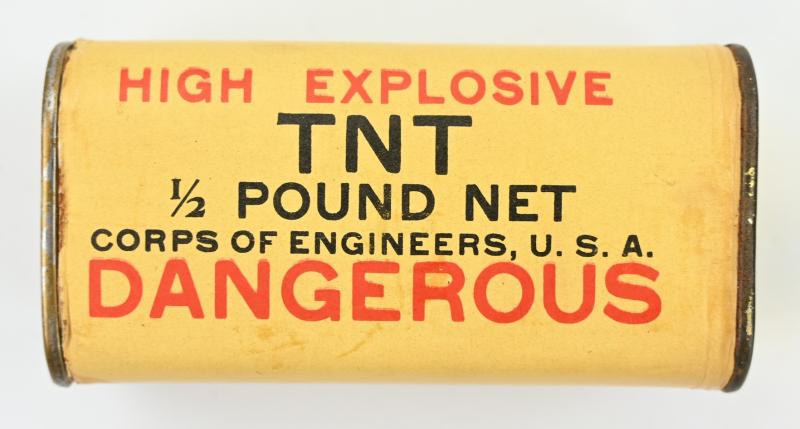 HIGH EXPLOSIVE
TNT
½ POUND NET
CORPS OF ENGINEERS, U. S. A.
DANGEROUS